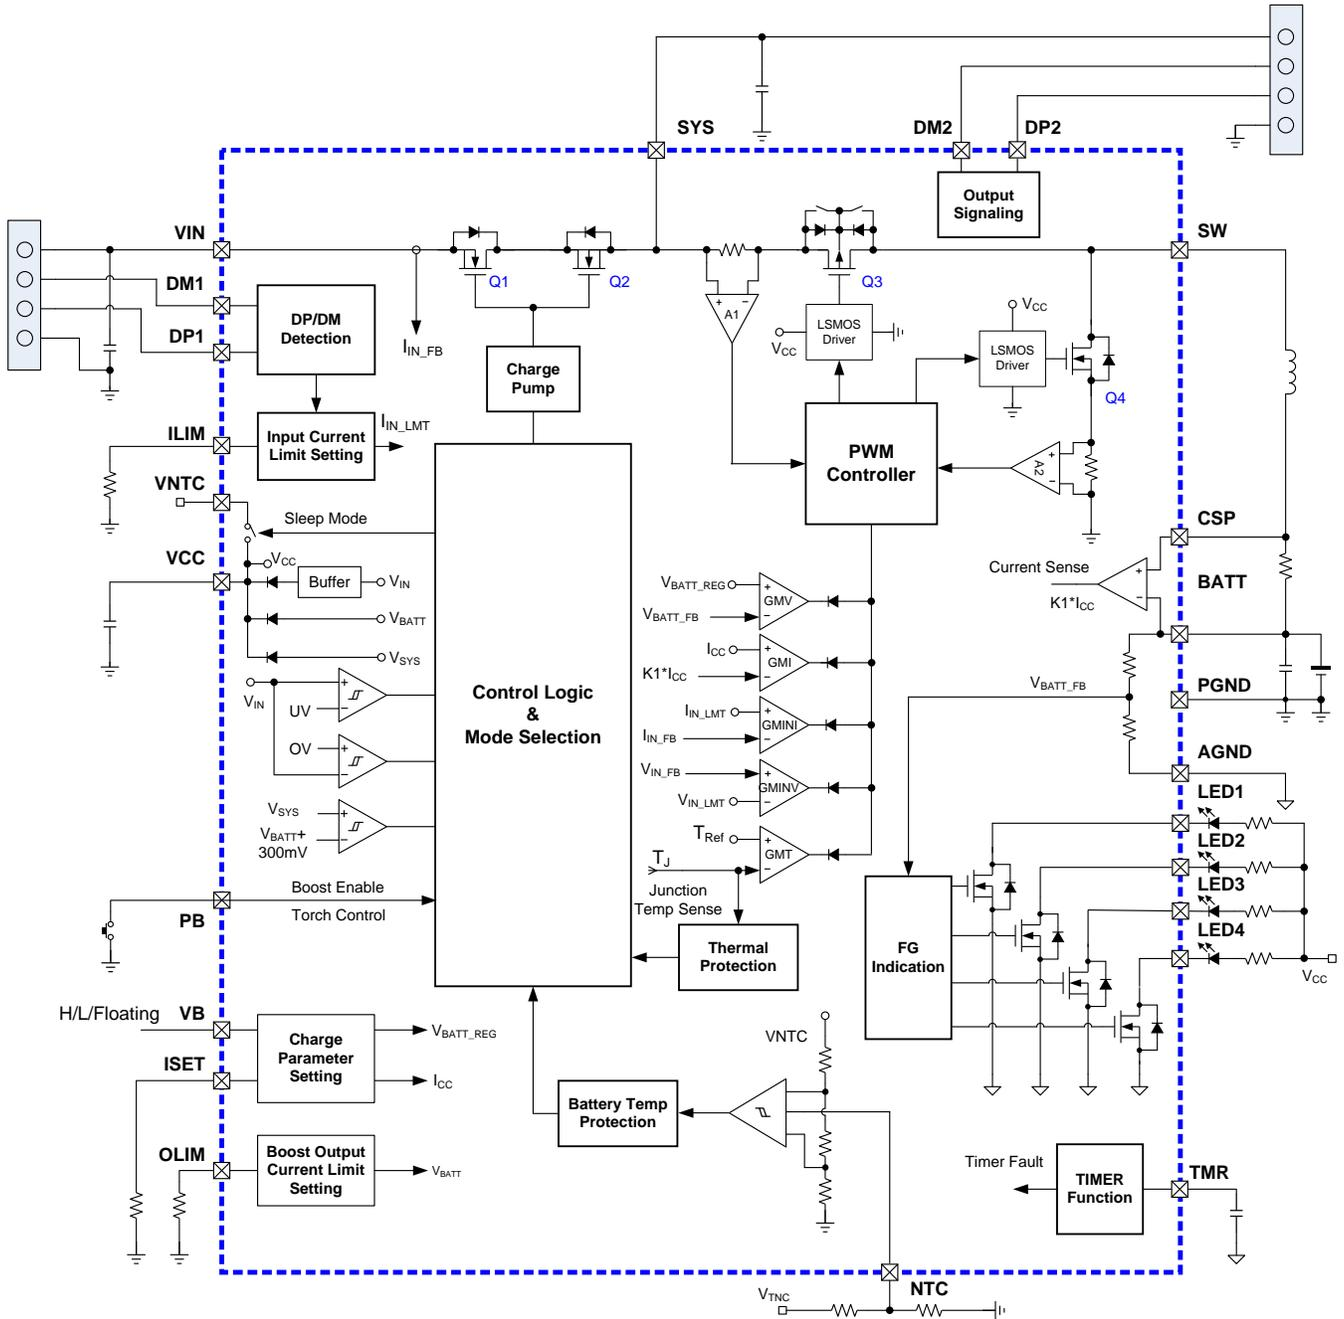 SYS
DM2
DP2
Output
Signaling
VIN
SW
Q1
Q2
Q3
DM1
DP/DM
Detection
A1
LSMOS
Driver
VCC
VCC
LSMOS
Driver
DP1
IIN_FB
Charge
Pump
Q4
ILIM
Input Current
Limit Setting
IIN_LMT
PWM
Controller
A2
VNTC
Sleep Mode
CSP
VCC
VCC
Buffer
VIN
Current Sense
K1*ICC
BATT
VBATT_REG
GMV
VBATT_FB
VBATT
ICC
GMI
K1*ICC
VSYS
VIN
UV
Control Logic
&
Mode Selection
VBATT_FB
PGND
IIN_LMT
GMINI
IIN_FB
OV
AGND
VIN_FB
GMINV
VIN_LMT
LED1
VSYS
VBATT+
300mV
TRef
GMT
TJ
LED2
Junction
Temp Sense
LED3
Boost Enable
Torch Control
PB
LED4
Thermal
Protection
FG
Indication
VCC
H/L/Floating
VB
Charge
Parameter
Setting
VBATT_REG
VNTC
ISET
ICC
Battery Temp
Protection
OLIM
Boost Output
Current Limit
Setting
VBATT
Timer Fault
TIMER
Function
TMR
NTC
VTNC